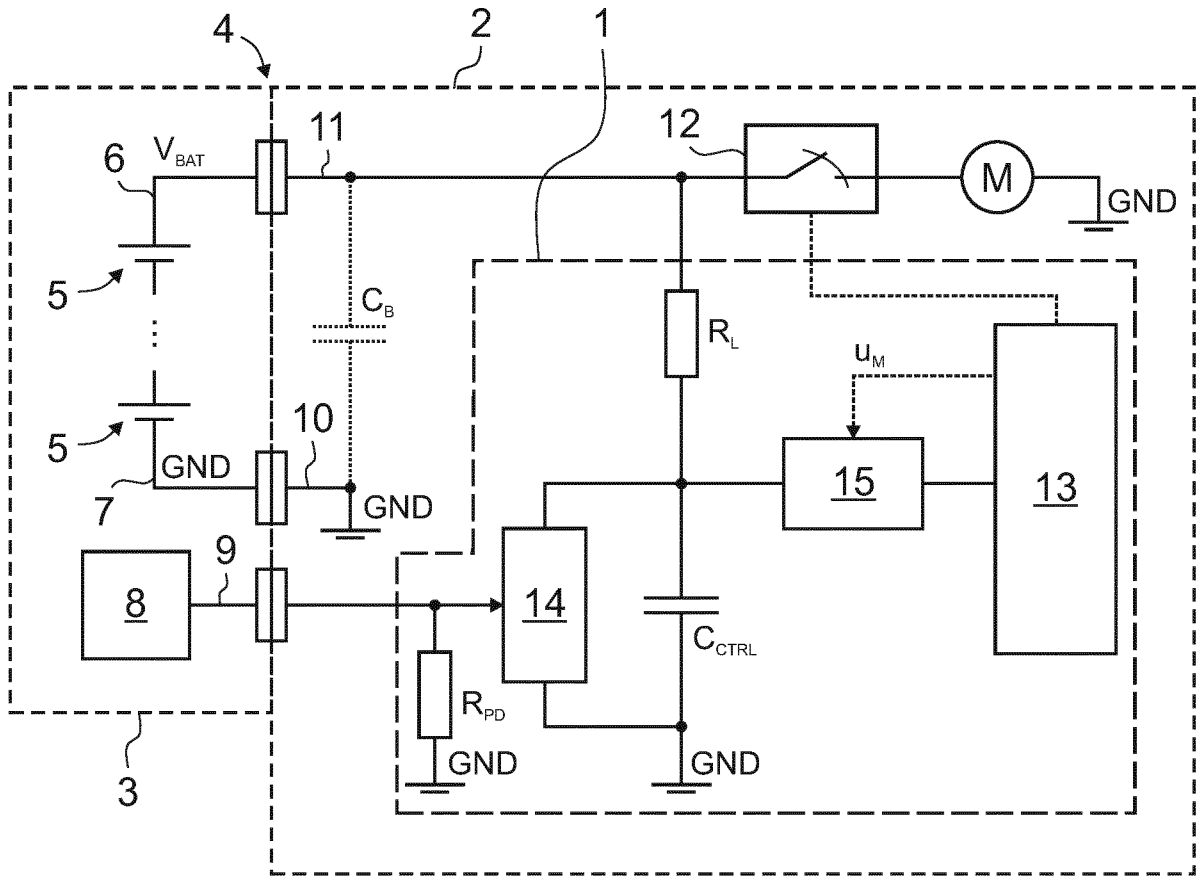 4
2
1
11
12
6
V_BAT
M
GND
5
C_B
R_L
u_M
5
10
15
13
GND
7
GND
9
8
14
C_CTRL
R_PD
GND
GND
3